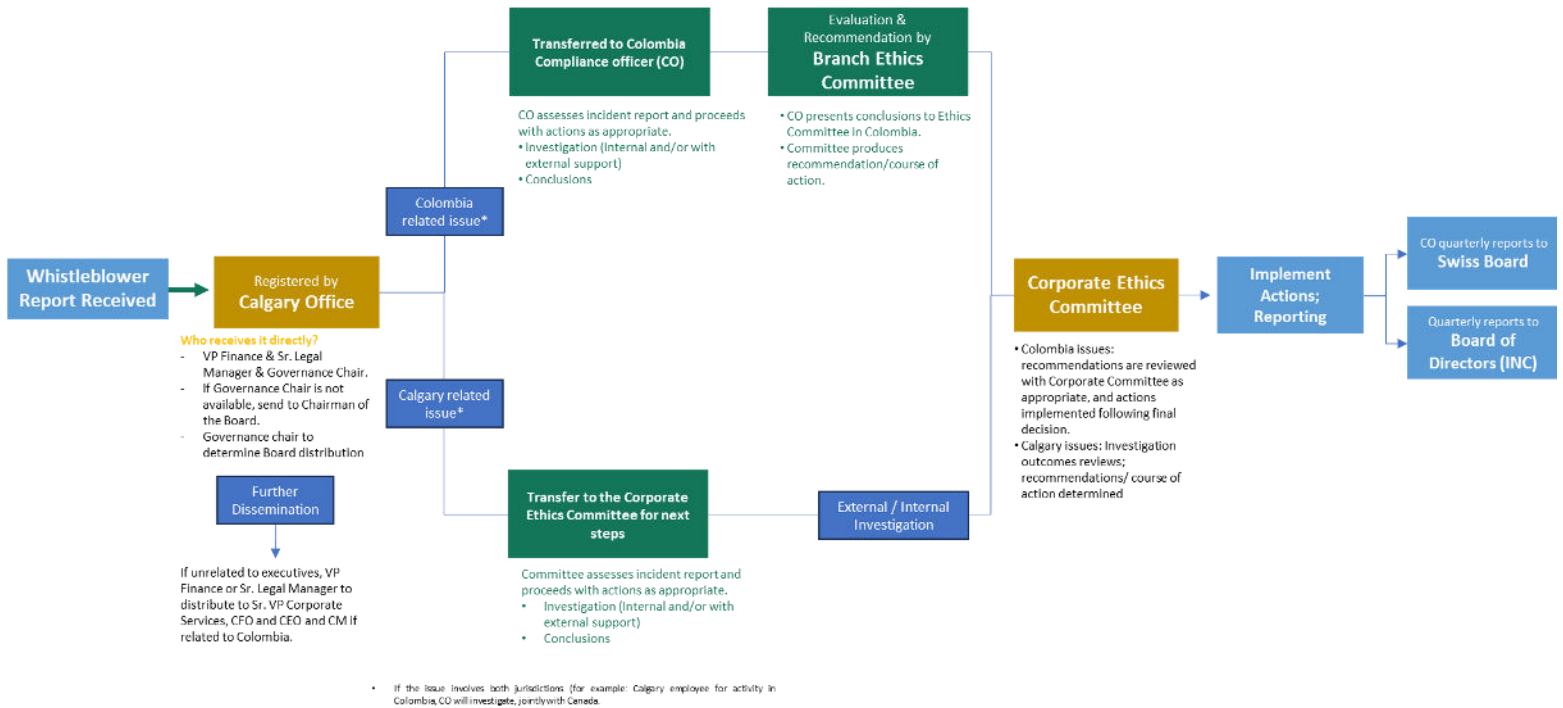 Whistleblower
Report Received
Registered by
Calgary Office
Who receives it directly?
- VP Finance & Sr. Legal
Manager & Governance Chair.
- If Governance Chair is not
available, send to Chairman of
the Board.
- Governance chair to
determine Board distribution
Further
Dissemination
If unrelated to executives, VP
Finance or Sr. Legal Manager to
distribute to Sr. VP Corporate
Services, CFO and CEO and CM if
related to Colombia.
Colombia
related issue*
Calgary related
issue*
Transferred to Colombia
Compliance officer (CO)
CO assesses incident report and proceeds
with actions as appropriate.
• Investigation (Internal and/or with
external support)
• Conclusions
Evaluation &
Recommendation by
Branch Ethics
Committee
• CO presents conclusions to Ethics
Committee in Colombia.
• Committee produces
recommendation/course of
action.
Transfer to the Corporate
Ethics Committee for next
steps
Committee assesses incident report and
proceeds with actions as appropriate.
• Investigation (Internal and/or with
external support)
• Conclusions
External / Internal
Investigation
Corporate Ethics
Committee
• Colombia issues:
recommendations are reviewed
with Corporate Committee as
appropriate, and actions
implemented following final
decision.
• Calgary issues: Investigation
outcomes reviews;
recommendations/ course of
action determined
Implement
Actions;
Reporting
CO quarterly reports to
Swiss Board
Quarterly reports to
Board of
Directors (INC)
• If the issue involves both jurisdictions (for example: Calgary employee for activity in
Colombia, CO will investigate, jointly with Canada.